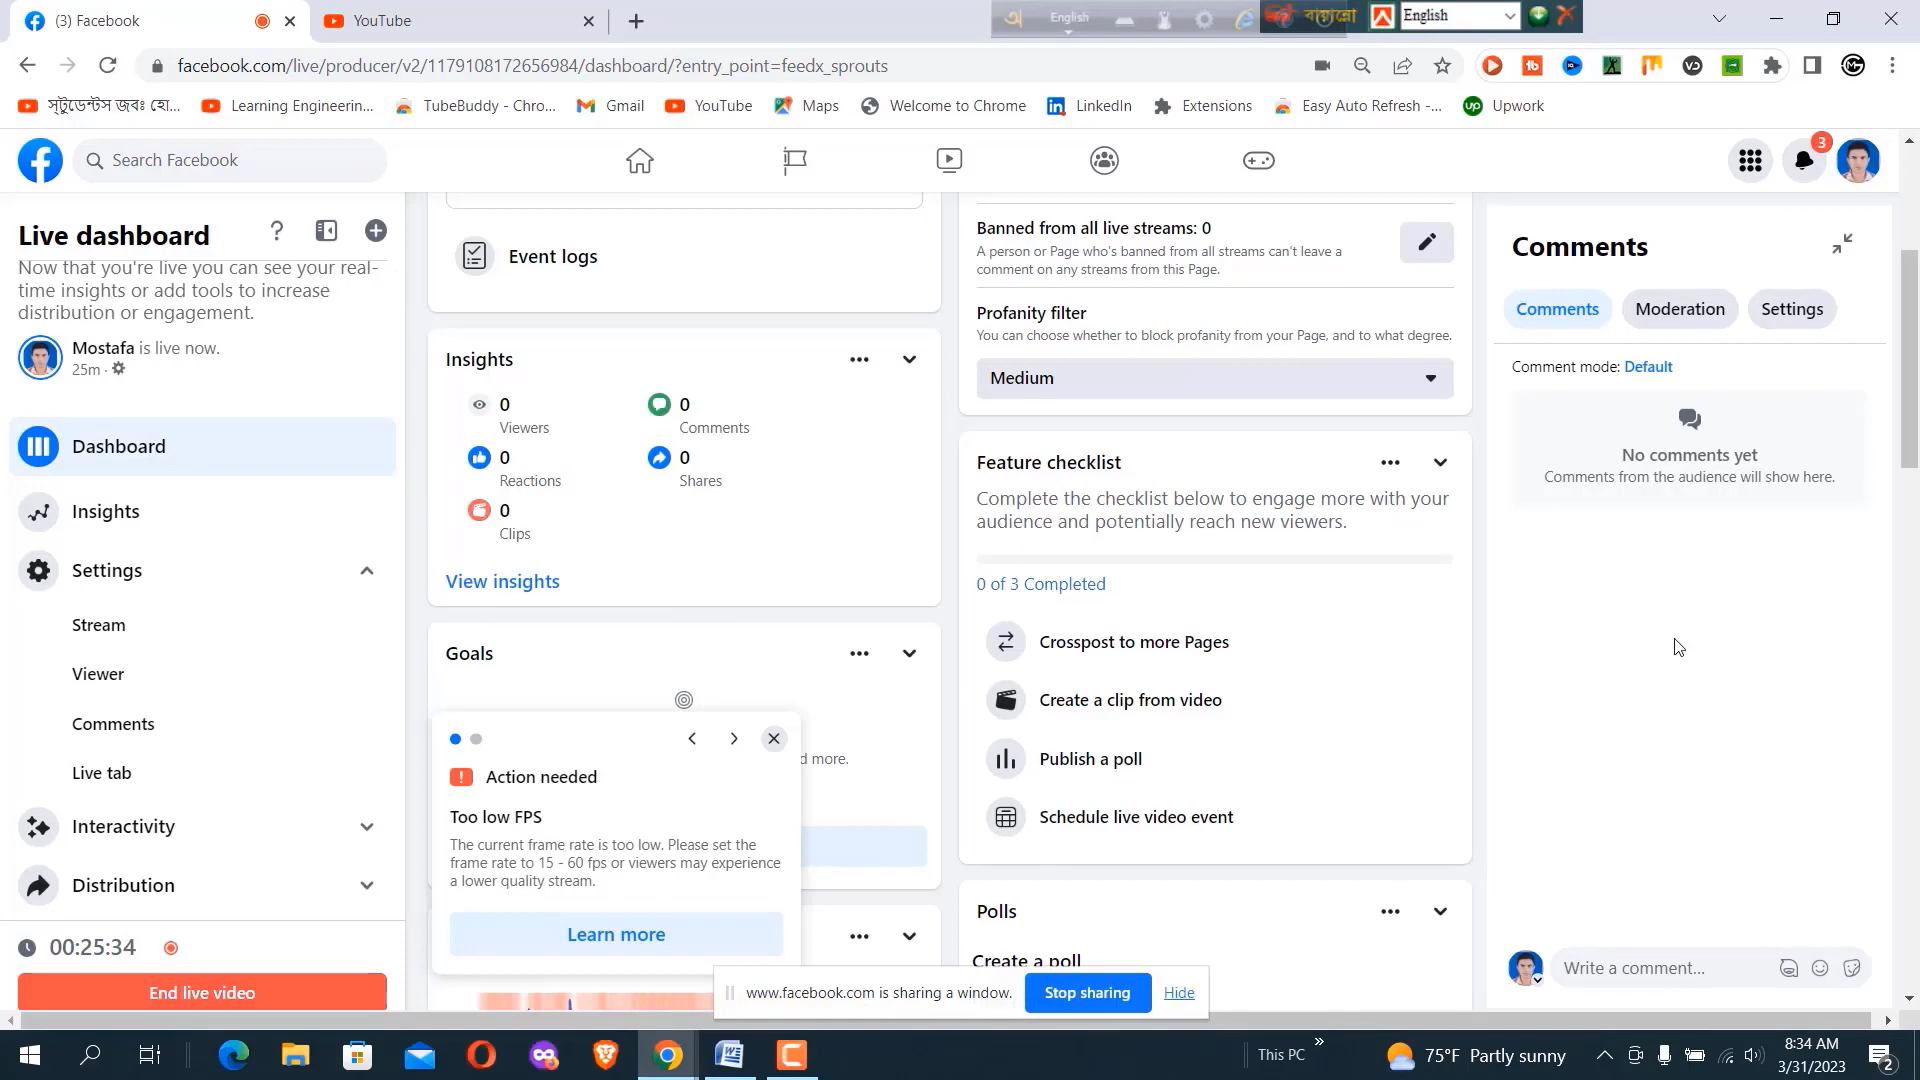 (3) Facebook
YouTube
English
English
facebook.com/live/producer/v2/1179108172656984/dashboard/?entry_point=feedx_sprouts
স্টুডেন্টস জবঃ হো...
Learning Engineerin...
TubeBuddy - Chro...
Gmail
YouTube
Maps
Welcome to Chrome
LinkedIn
Extensions
Easy Auto Refresh -...
Upwork
Search Facebook
3
Live dashboard
Now that you're live you can see your real-
time insights or add tools to increase
distribution or engagement.
Mostafa is live now.
25m ·
Dashboard
Insights
Settings
Stream
Viewer
Comments
Live tab
Interactivity
Distribution
00:25:34
End live video
Event logs
Insights
0
Viewers
0
Comments
0
Reactions
0
Shares
0
Clips
View insights
Goals
d more.
Action needed
Too low FPS
The current frame rate is too low. Please set the
frame rate to 15 - 60 fps or viewers may experience
a lower quality stream.
Learn more
Banned from all live streams: 0
A person or Page who's banned from all streams can't leave a
comment on any streams from this Page.
Profanity filter
You can choose whether to block profanity from your Page, and to what degree.
Medium
Feature checklist
Complete the checklist below to engage more with your
audience and potentially reach new viewers.
0 of 3 Completed
Crosspost to more Pages
Create a clip from video
Publish a poll
Schedule live video event
Polls
Create a poll
Comments
Comments
Moderation
Settings
Comment mode: Default
No comments yet
Comments from the audience will show here.
Write a comment...
www.facebook.com is sharing a window.
Stop sharing
Hide
This PC
75°F Partly sunny
8:34 AM
3/31/2023
2